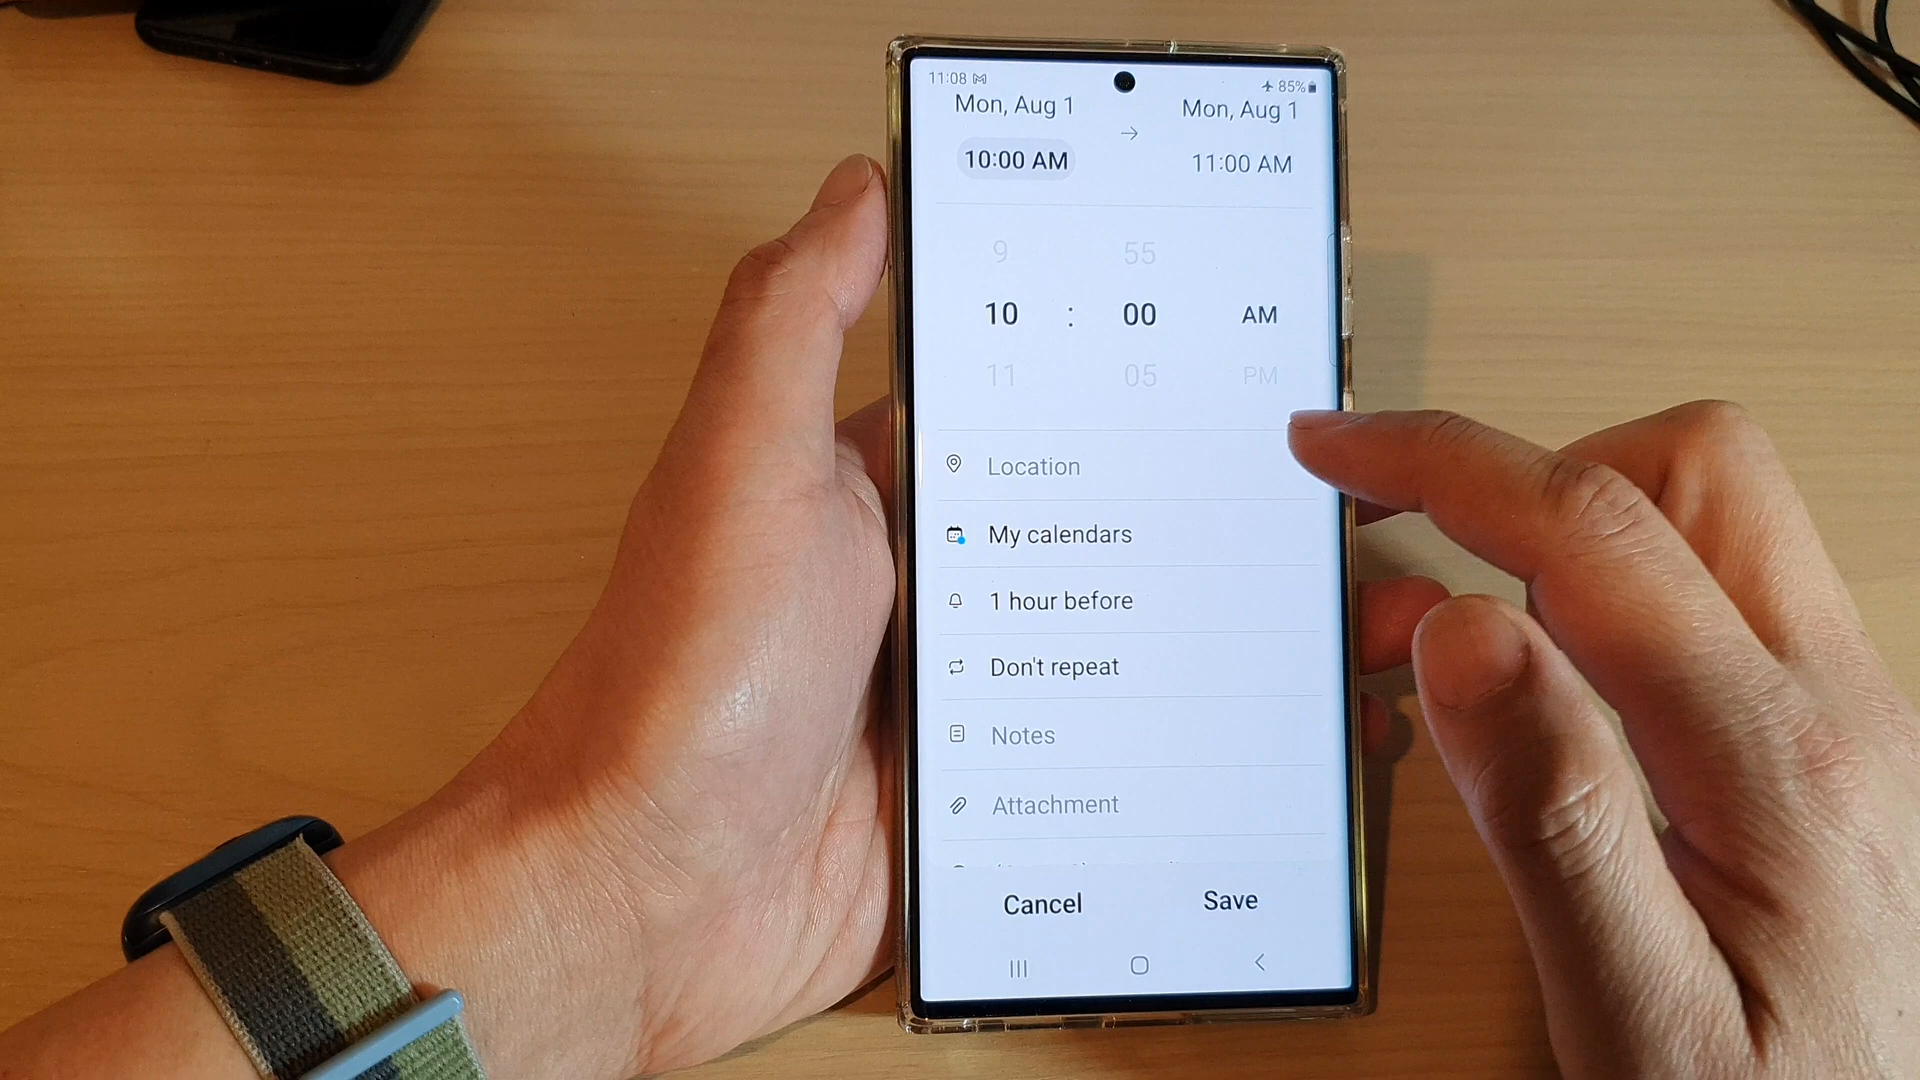 11:08 85%
Mon, Aug 1 → Mon, Aug 1
10:00 AM 11:00 AM
9 55
10 : 00 AM
11 05 PM
Location
My calendars
1 hour before
Don't repeat
Notes
Attachment
Cancel Save